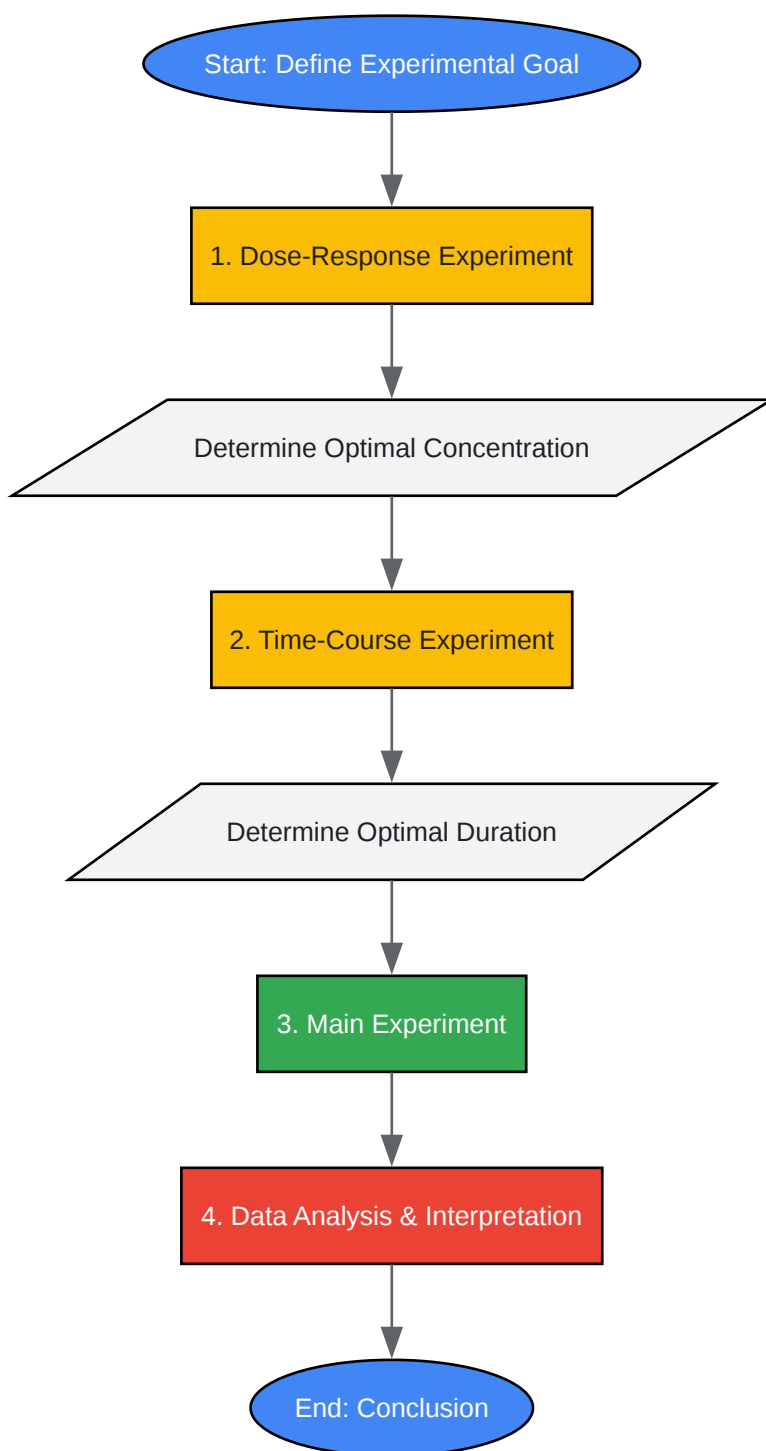 Start: Define Experimental Goal
1. Dose-Response Experiment
Determine Optimal Concentration
2. Time-Course Experiment
Determine Optimal Duration
3. Main Experiment
4. Data Analysis & Interpretation
End: Conclusion